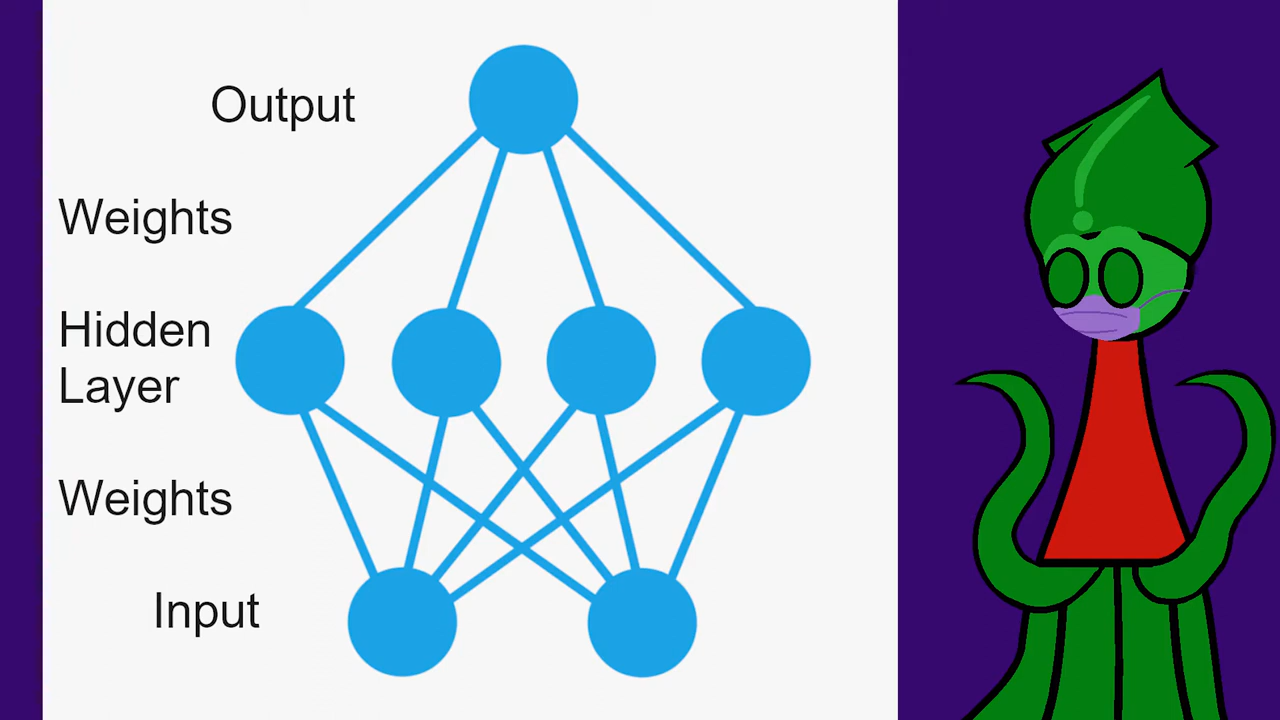 Output
Weights
Hidden
Layer
Weights
Input